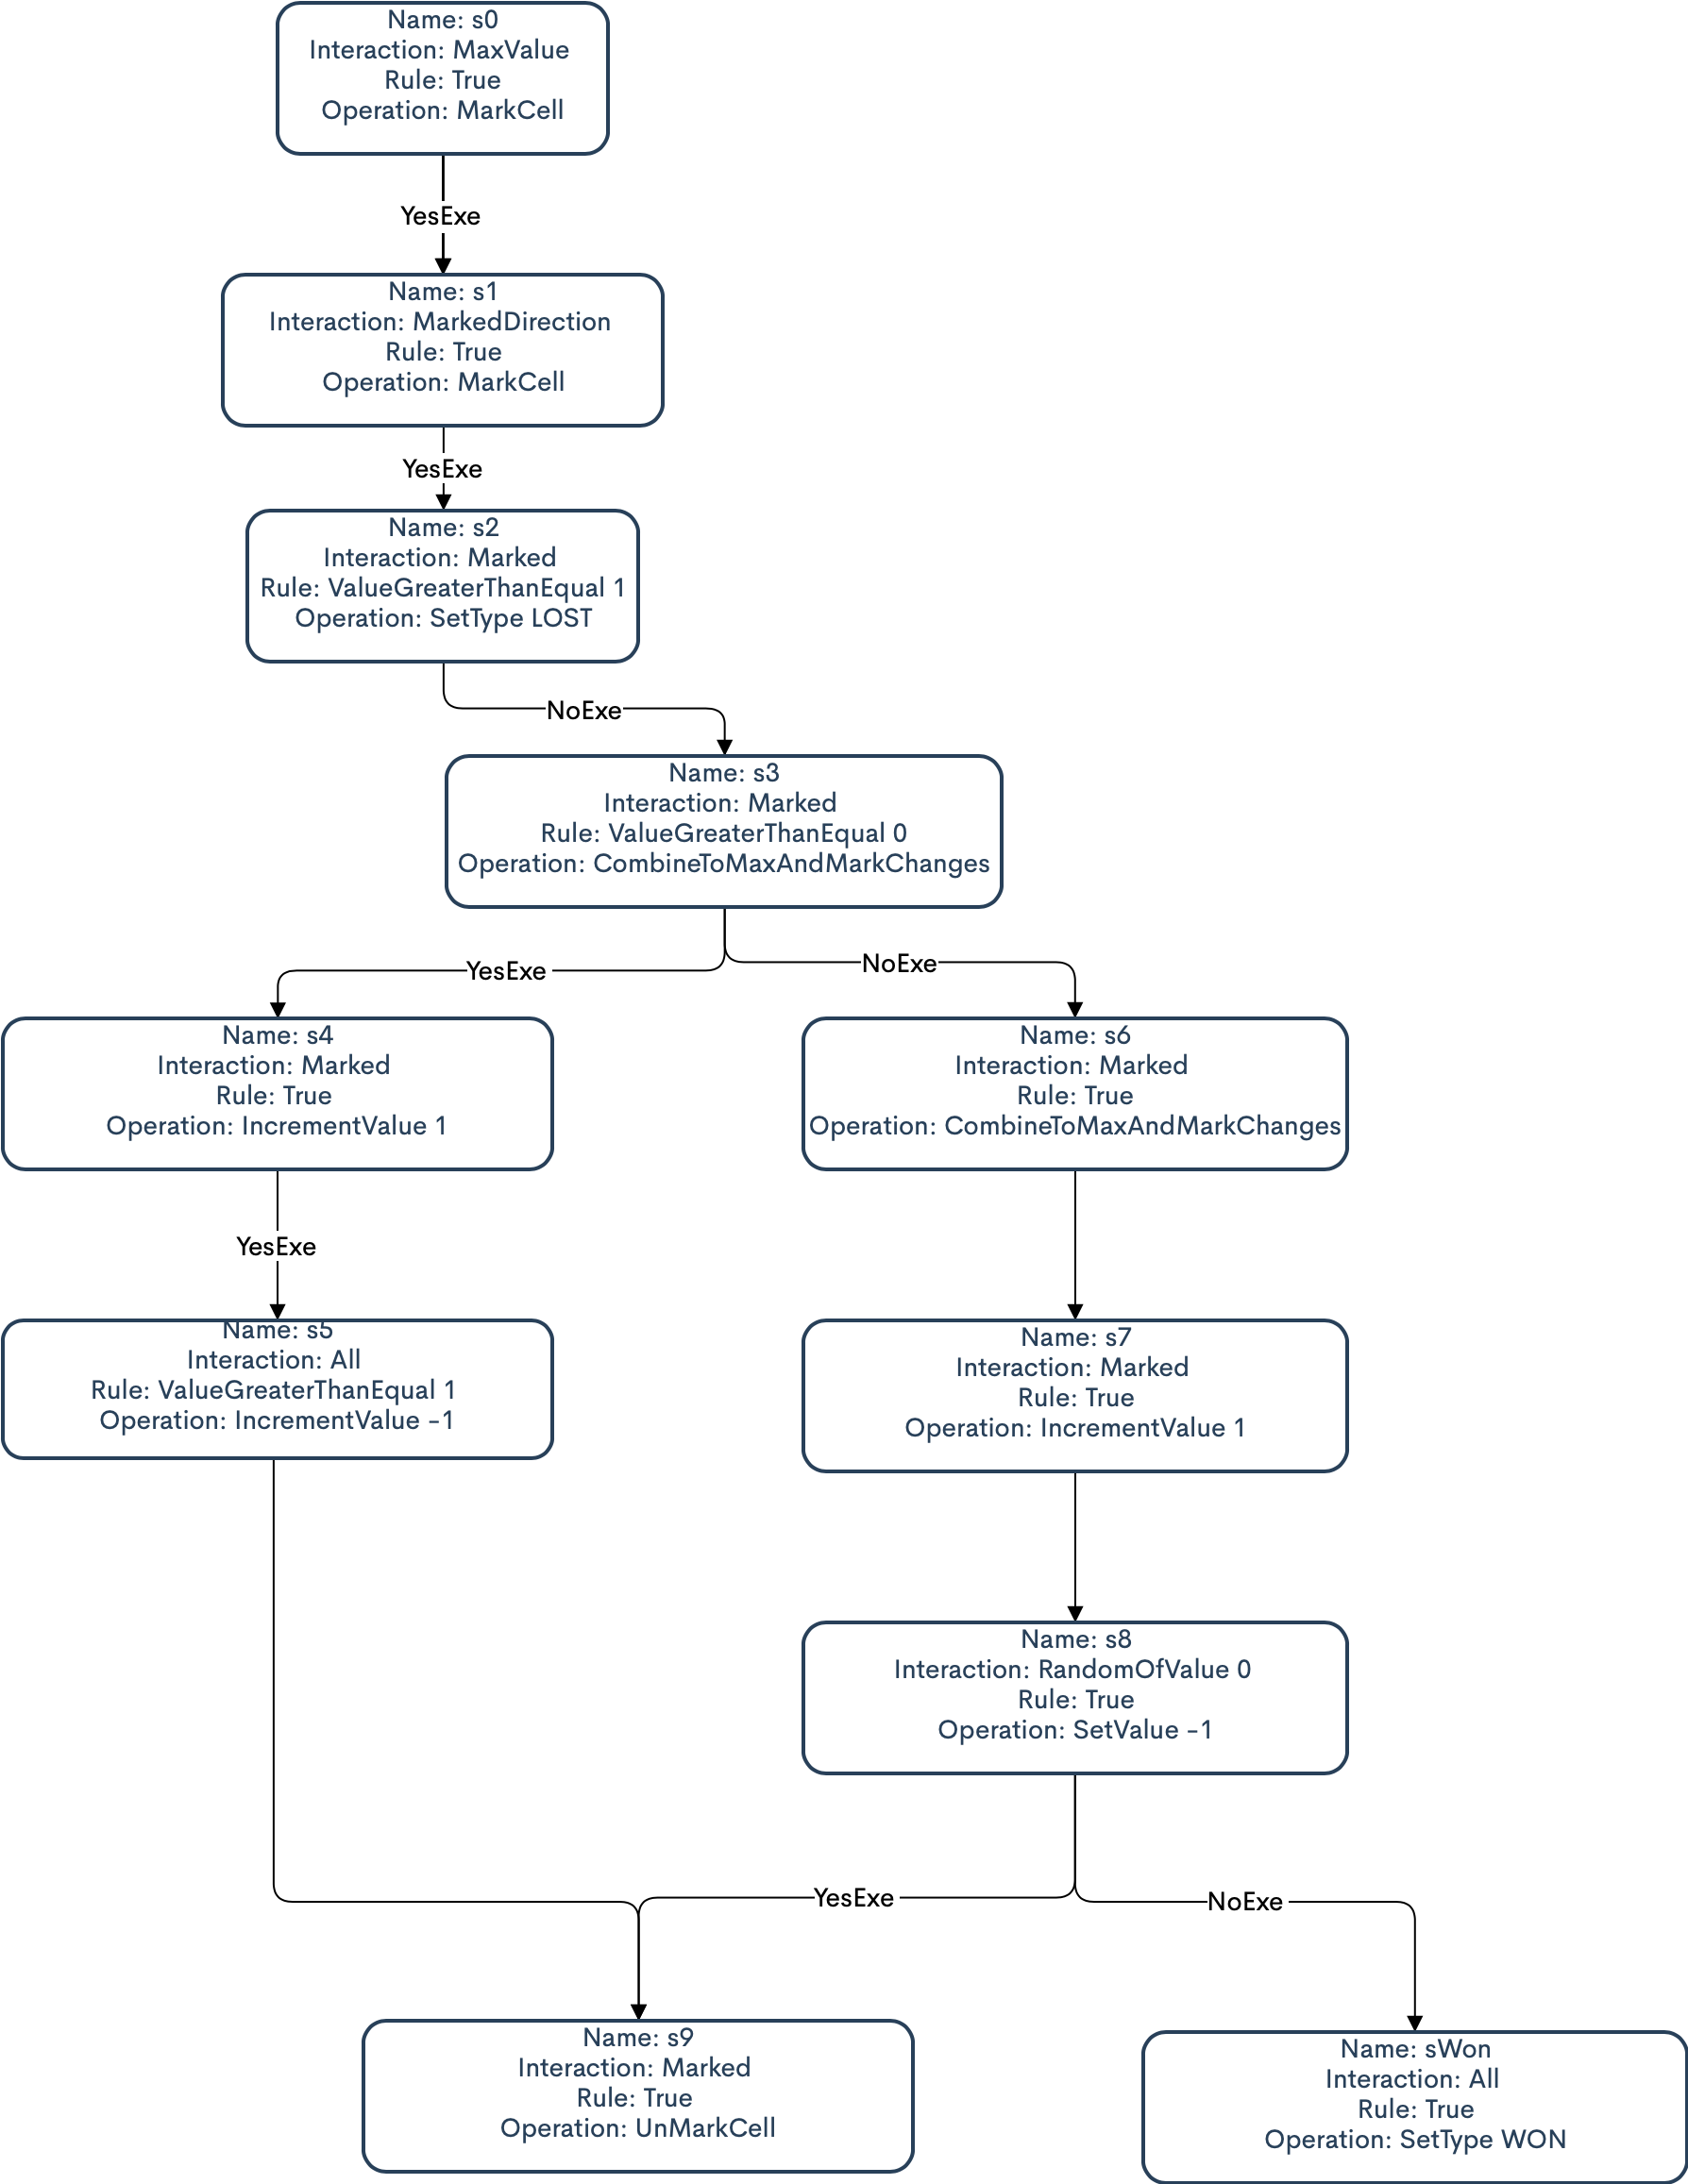 Name: s0
Interaction: MaxValue
Rule: True
Operation: MarkCell
YesExe
Name: s1
Interaction: MarkedDirection
Rule: True
Operation: MarkCell
YesExe
Name: s2
Interaction: Marked
Rule: ValueGreaterThanEqual 1
Operation: SetType LOST
NoExe
Name: s3
Interaction: Marked
Rule: ValueGreaterThanEqual 0
Operation: CombineToMaxAndMarkChanges
YesExe
NoExe
Name: s4
Interaction: Marked
Rule: True
Operation: IncrementValue 1
Name: s6
Interaction: Marked
Rule: True
Operation: CombineToMaxAndMarkChanges
YesExe
Name: s5
Interaction: All
Rule: ValueGreaterThanEqual 1
Operation: IncrementValue -1
Name: s7
Interaction: Marked
Rule: True
Operation: IncrementValue 1
Name: s8
Interaction: RandomOfValue 0
Rule: True
Operation: SetValue -1
YesExe
NoExe
Name: s9
Interaction: Marked
Rule: True
Operation: UnMarkCell
Name: sWon
Interaction: All
Rule: True
Operation: SetType WON